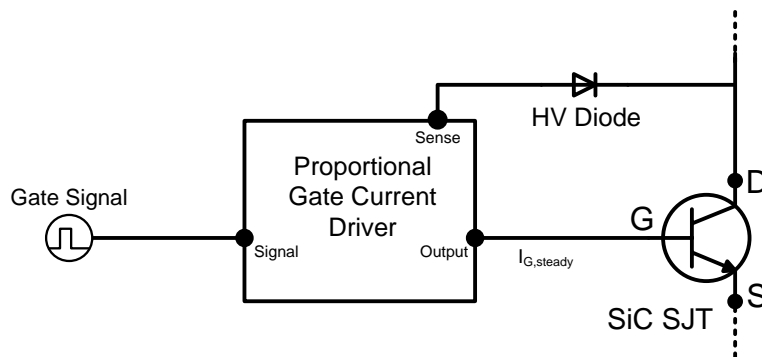 HV Diode
Sense
Proportional
Gate Current
Driver
Gate Signal
Signal
Output
I_G,steady
G
D
S
SiC SJT